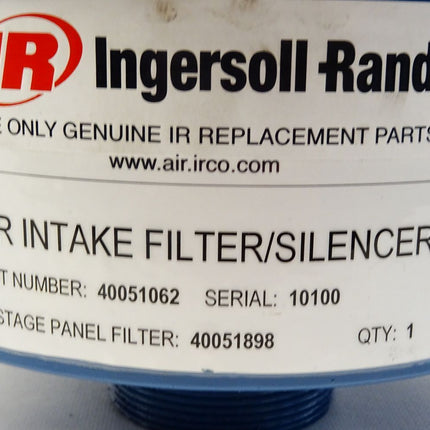 IR Ingersoll Rand
ONLY GENUINE IR REPLACEMENT PARTS
www.air.irco.com
INTAKE FILTER/SILENCER
NUMBER: 40051062 SERIAL: 10100
STAGE PANEL FILTER: 40051898 QTY: 1